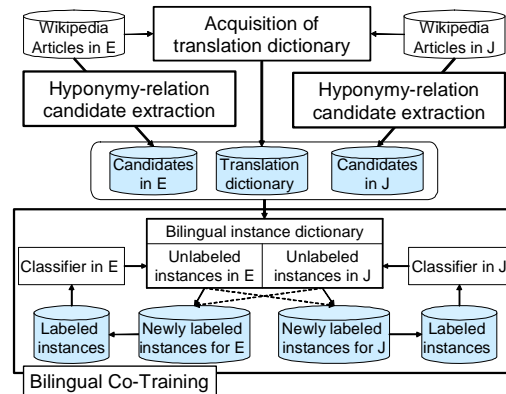 Wikipedia
Articles in E
Acquisition of
translation dictionary
Wikipedia
Articles in J
Hyponymy-relation
candidate extraction
Hyponymy-relation
candidate extraction
Candidates
in E
Translation
dictionary
Candidates
in J
Bilingual instance dictionary
Classifier in E
Unlabeled
instances in E
Unlabeled
instances in J
Classifier in J
Labeled
instances
Newly labeled
instances for E
Newly labeled
instances for J
Labeled
instances
Bilingual Co-Training